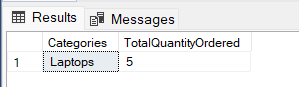 Results Messages
Categories TotalQuantityOrdered
1 Laptops 5